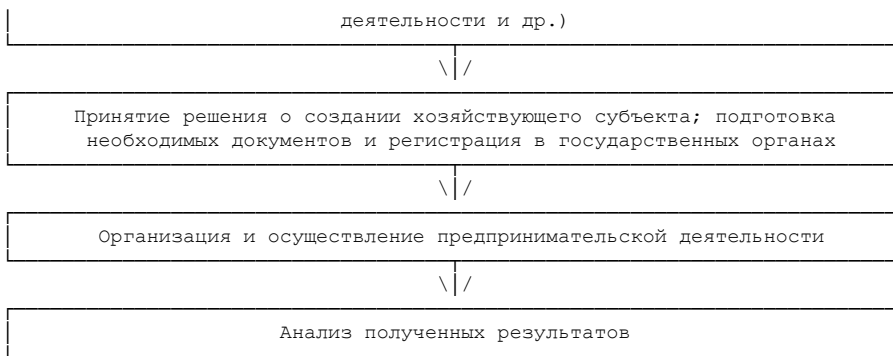 деятельности и др.)
Принятие решения о создании хозяйствующего субъекта; подготовка
необходимых документов и регистрация в государственных органах
Организация и осуществление предпринимательской деятельности
Анализ полученных результатов